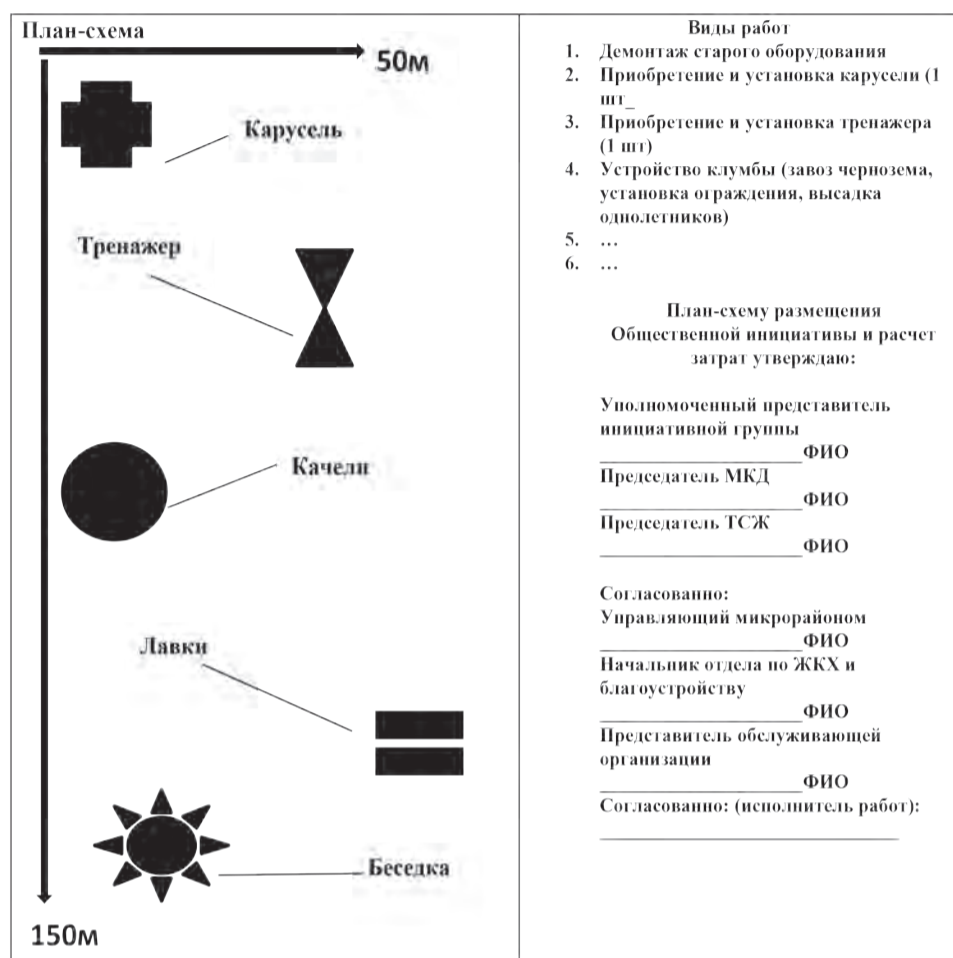 План-схема
50м
Карусель
Тренажер
Качели
Лавки
Беседка
150м
Виды работ
1. Демонтаж старого оборудования
2. Приобретение и установка карусели (1
шт_
3. Приобретение и установка тренажера
(1 шт)
4. Устройство клумбы (завоз чернозема,
установка ограждения, высадка
однолетников)
5. …
6. …
План-схему размещения
Общественной инициативы и расчет
затрат утверждаю:
Уполномоченный представитель
инициативной группы
____________________ФИО
Председатель МКД
____________________ФИО
Председатель ТСЖ
____________________ФИО
Согласованно:
Управляющий микрорайоном
____________________ФИО
Начальник отдела по ЖКХ и
благоустройству
____________________ФИО
Представитель обслуживающей
организации
____________________ФИО
Согласованно: (исполнитель работ):
______________________________